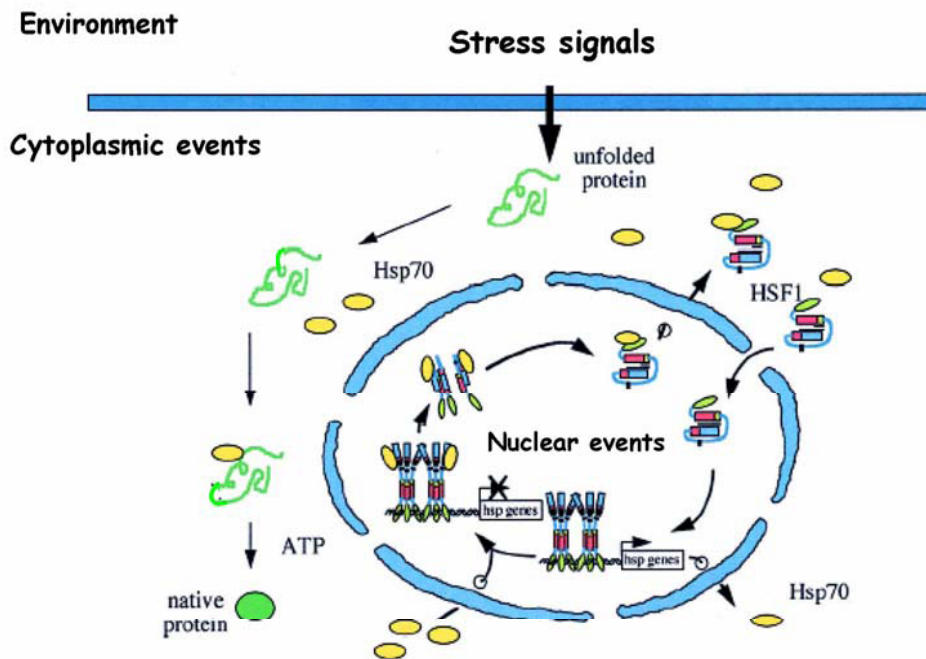 Environment
Stress signals
Cytoplasmic events
unfolded
protein
Hsp70
HSF1
Nuclear events
hsp genes
hsp genes
ATP
native
protein
Hsp70